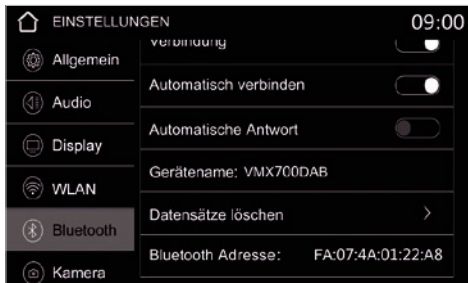 EINSTELLUNGEN
09:00
Allgemein
Audio
Display
WLAN
Bluetooth
Kamera
Verbindung
Automatisch verbinden
Automatische Antwort
Gerätename: VMX700DAB
Datensätze löschen
Bluetooth Adresse: FA:07:4A:01:22:A8